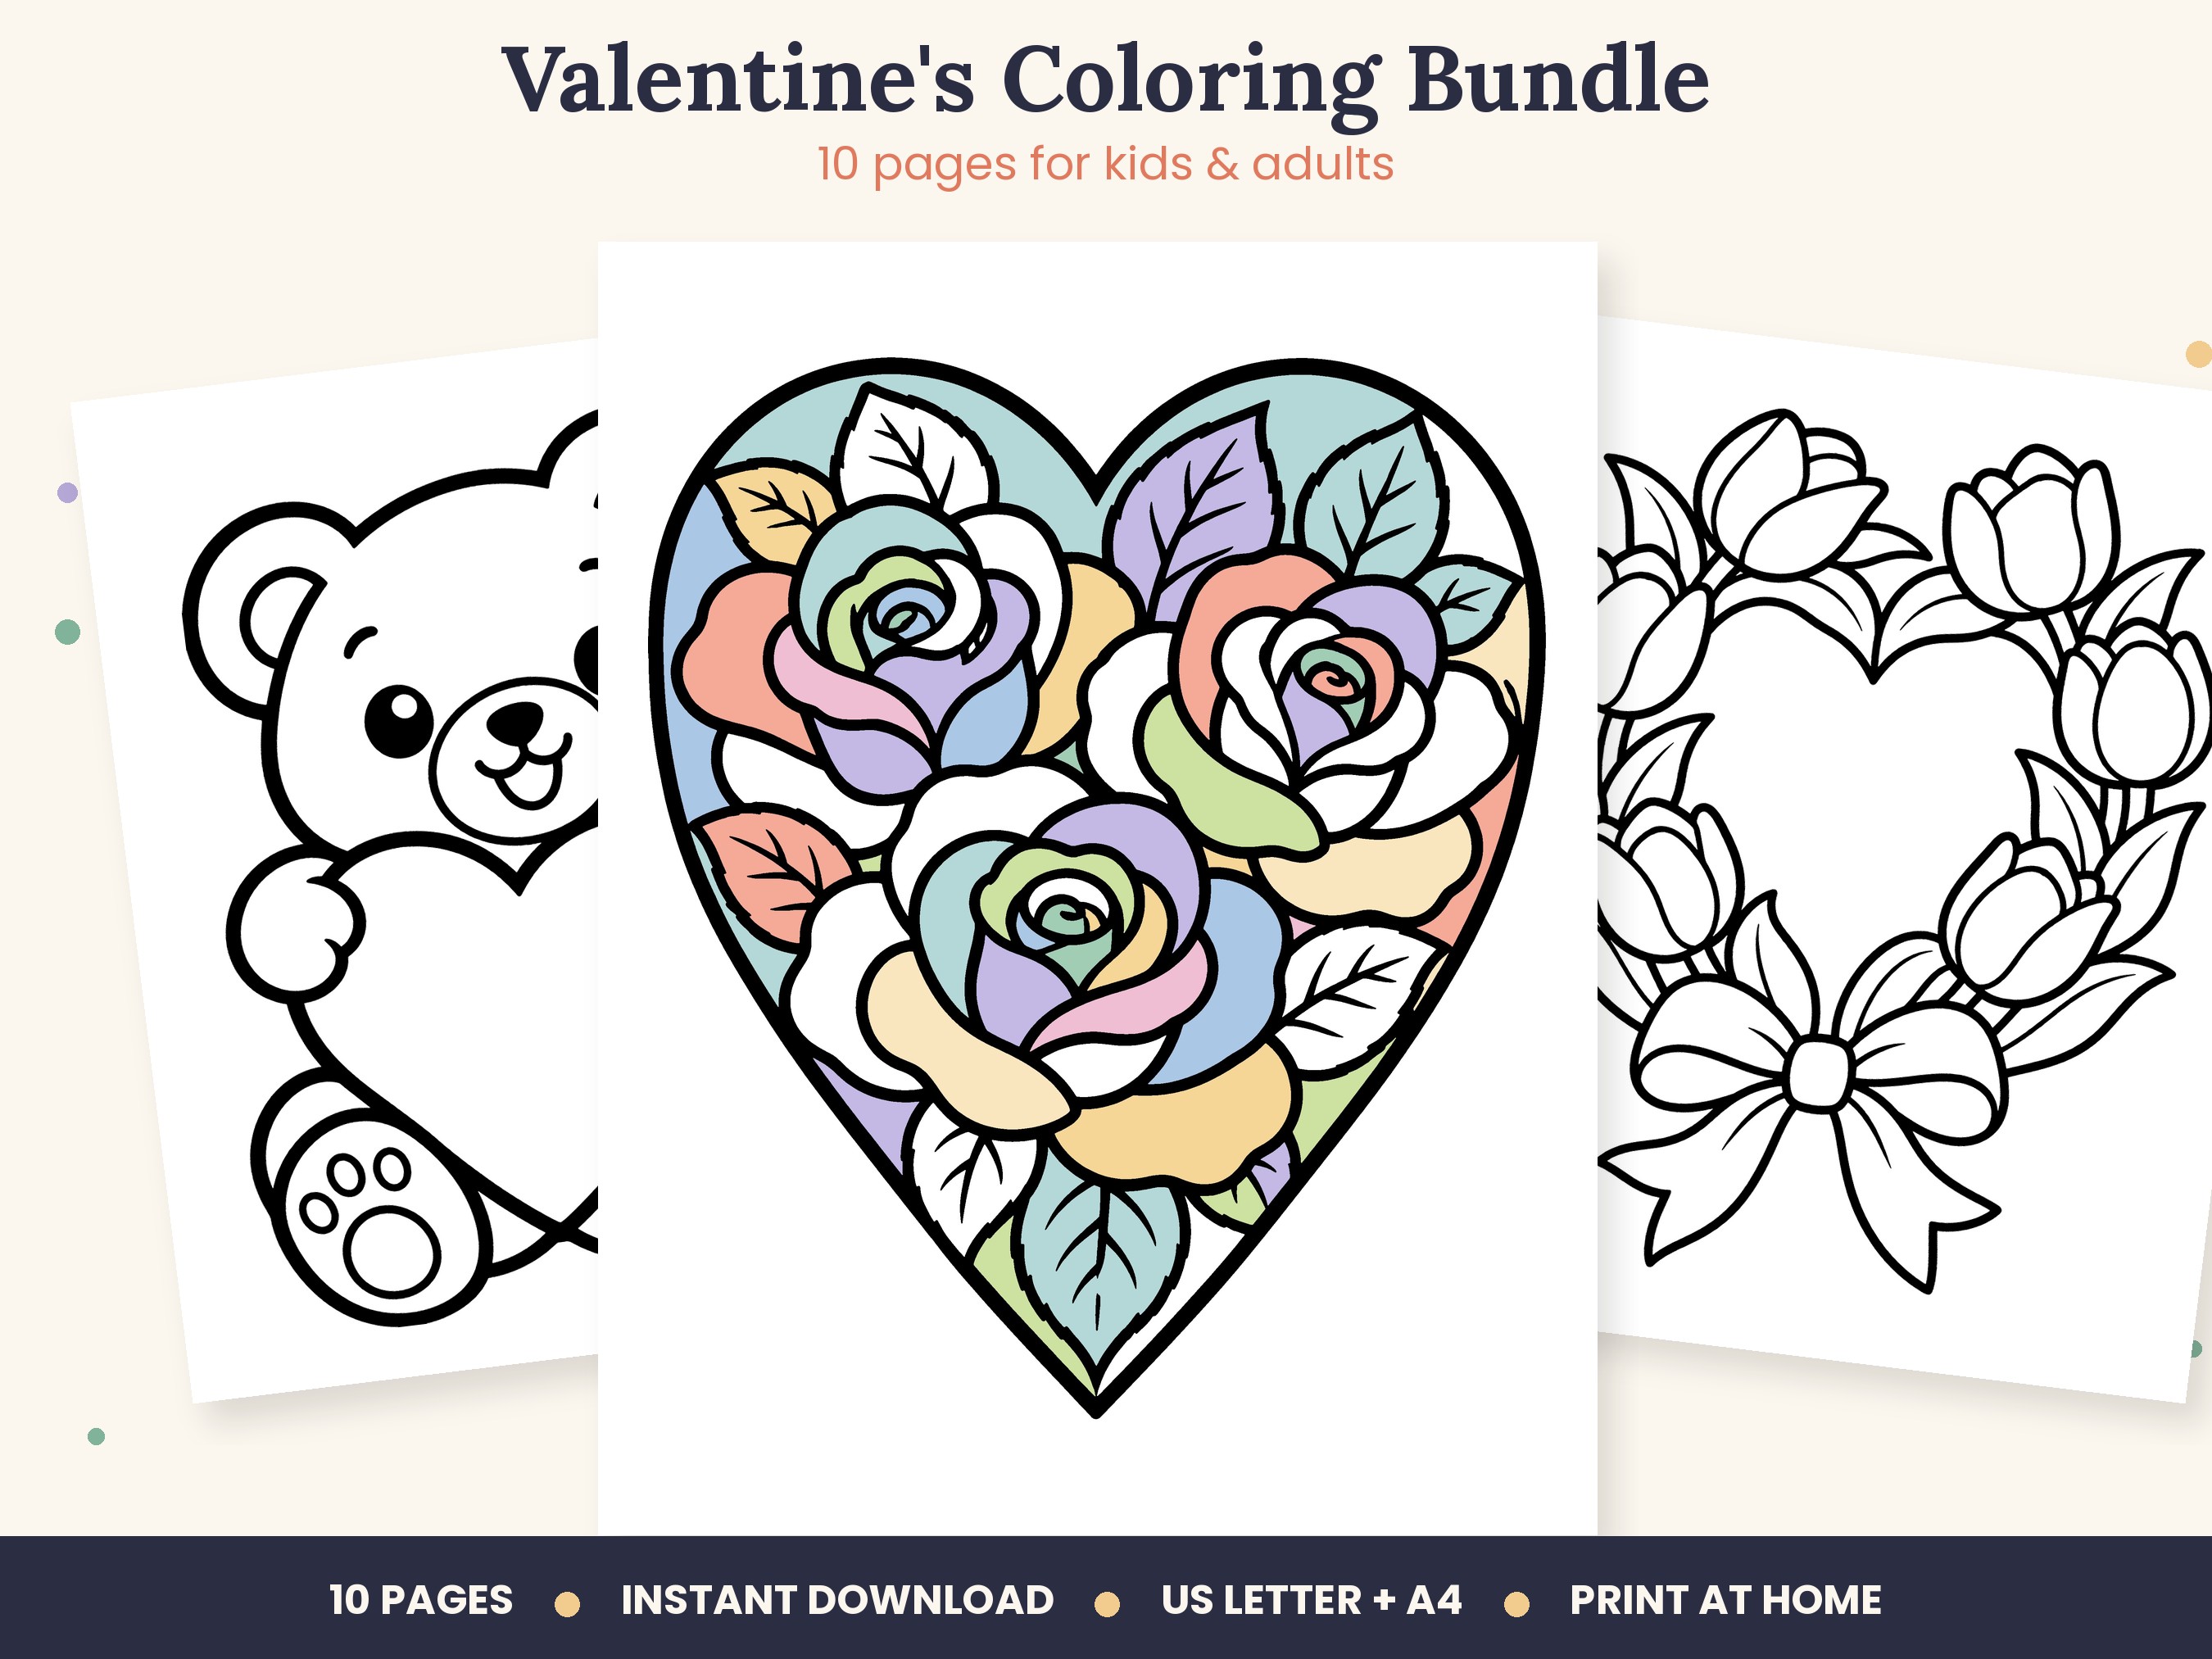 Valentine's Coloring Bundle
10 pages for kids & adults
10 PAGES ● INSTANT DOWNLOAD ● US LETTER + A4 ● PRINT AT HOME